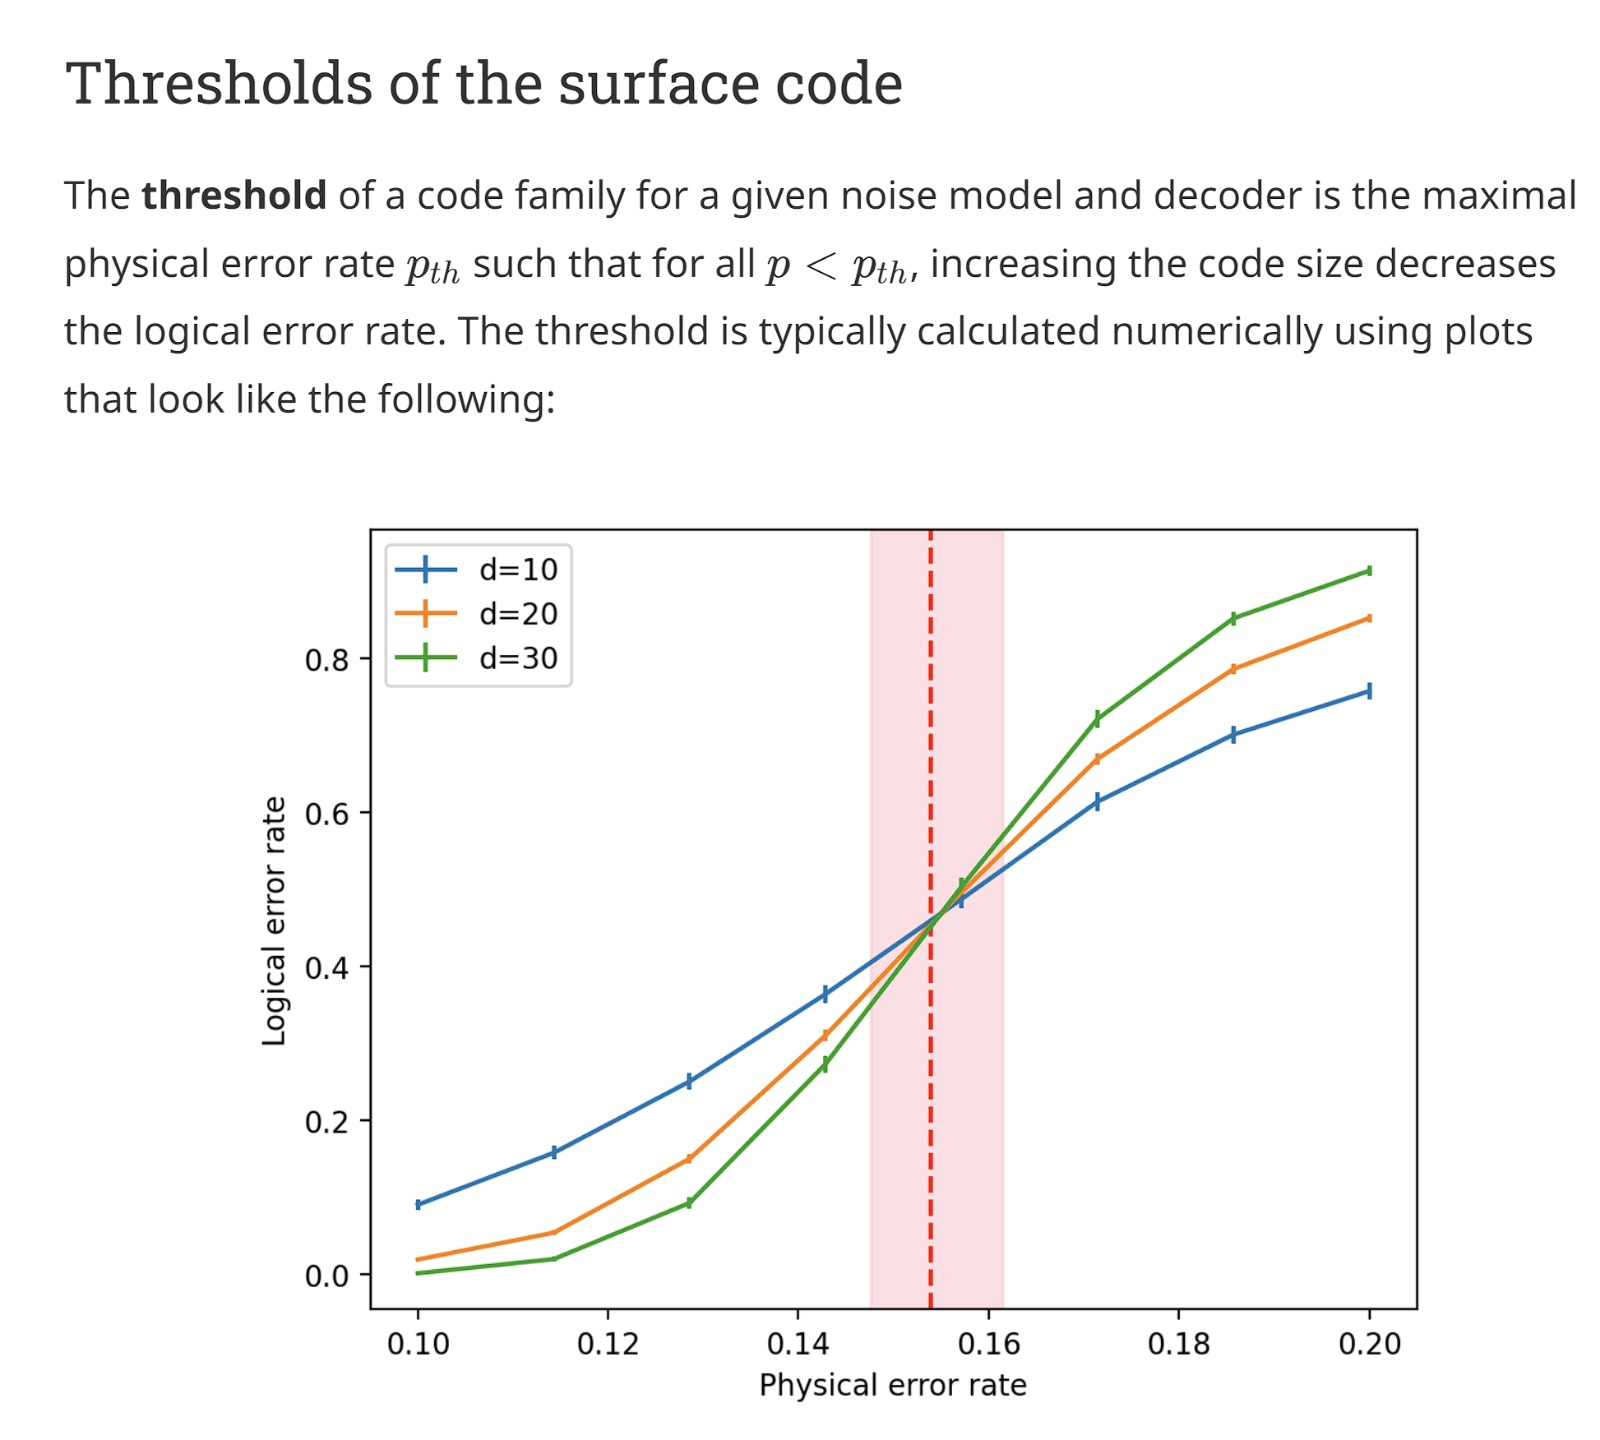 Thresholds of the surface code
The threshold of a code family for a given noise model and decoder is the maximal
physical error rate p_{th} such that for all p < p_{th}, increasing the code size decreases
the logical error rate. The threshold is typically calculated numerically using plots
that look like the following:
d=10
d=20
d=30
0.8
0.6
0.4
0.2
0.0
Logical error rate
0.10 0.12 0.14 0.16 0.18 0.20
Physical error rate